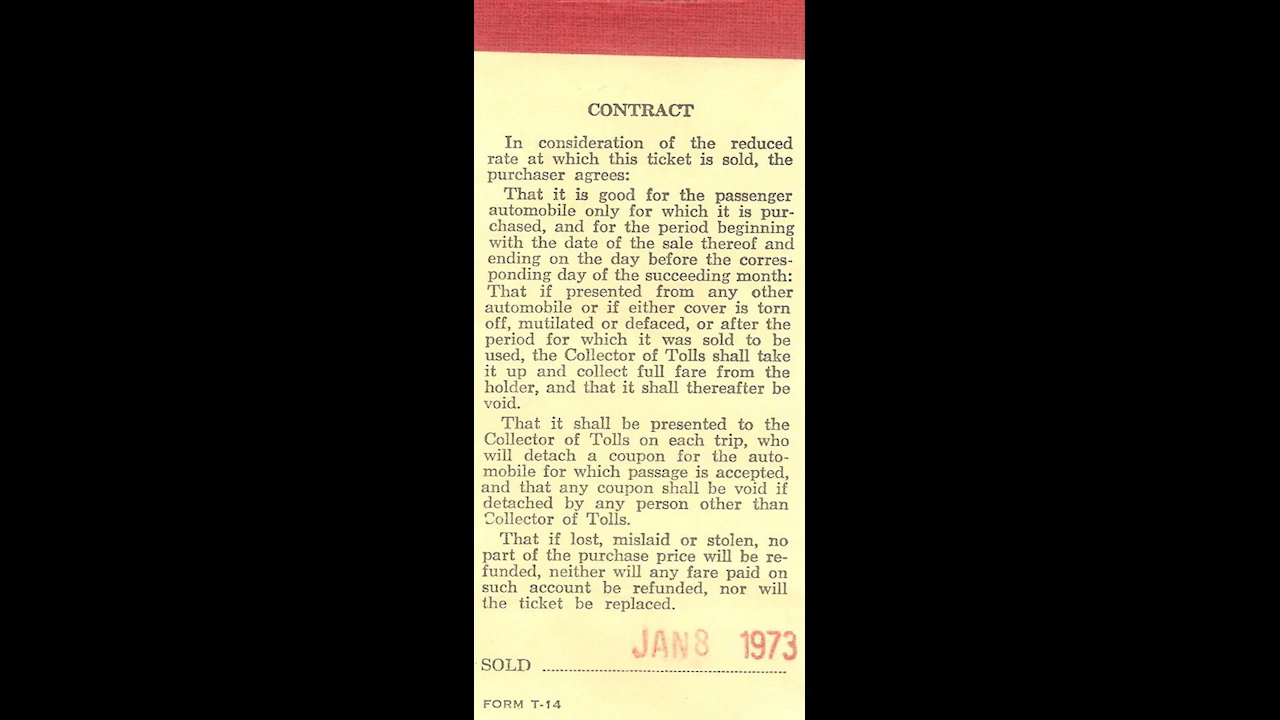 CONTRACT
In consideration of the reduced
rate at which this ticket is sold, the
purchaser agrees:
That it is good for the passenger
automobile only for which it is pur-
chased, and for the period beginning
with the date of the sale thereof and
ending on the day before the corres-
ponding day of the succeeding month:
That if presented from any other
automobile or if either cover is torn
off, mutilated or defaced, or after the
period for which it was sold to be
used, the Collector of Tolls shall take
it up and collect full fare from the
holder, and that it shall thereafter be
void.
That it shall be presented to the
Collector of Tolls on each trip, who
will detach a coupon for the auto-
mobile for which passage is accepted,
and that any coupon shall be void if
detached by any person other than
Collector of Tolls.
That if lost, mislaid or stolen, no
part of the purchase price will be re-
funded, neither will any fare paid on
such account be refunded, nor will
the ticket be replaced.
JAN 8 1973
SOLD
FORM T-14